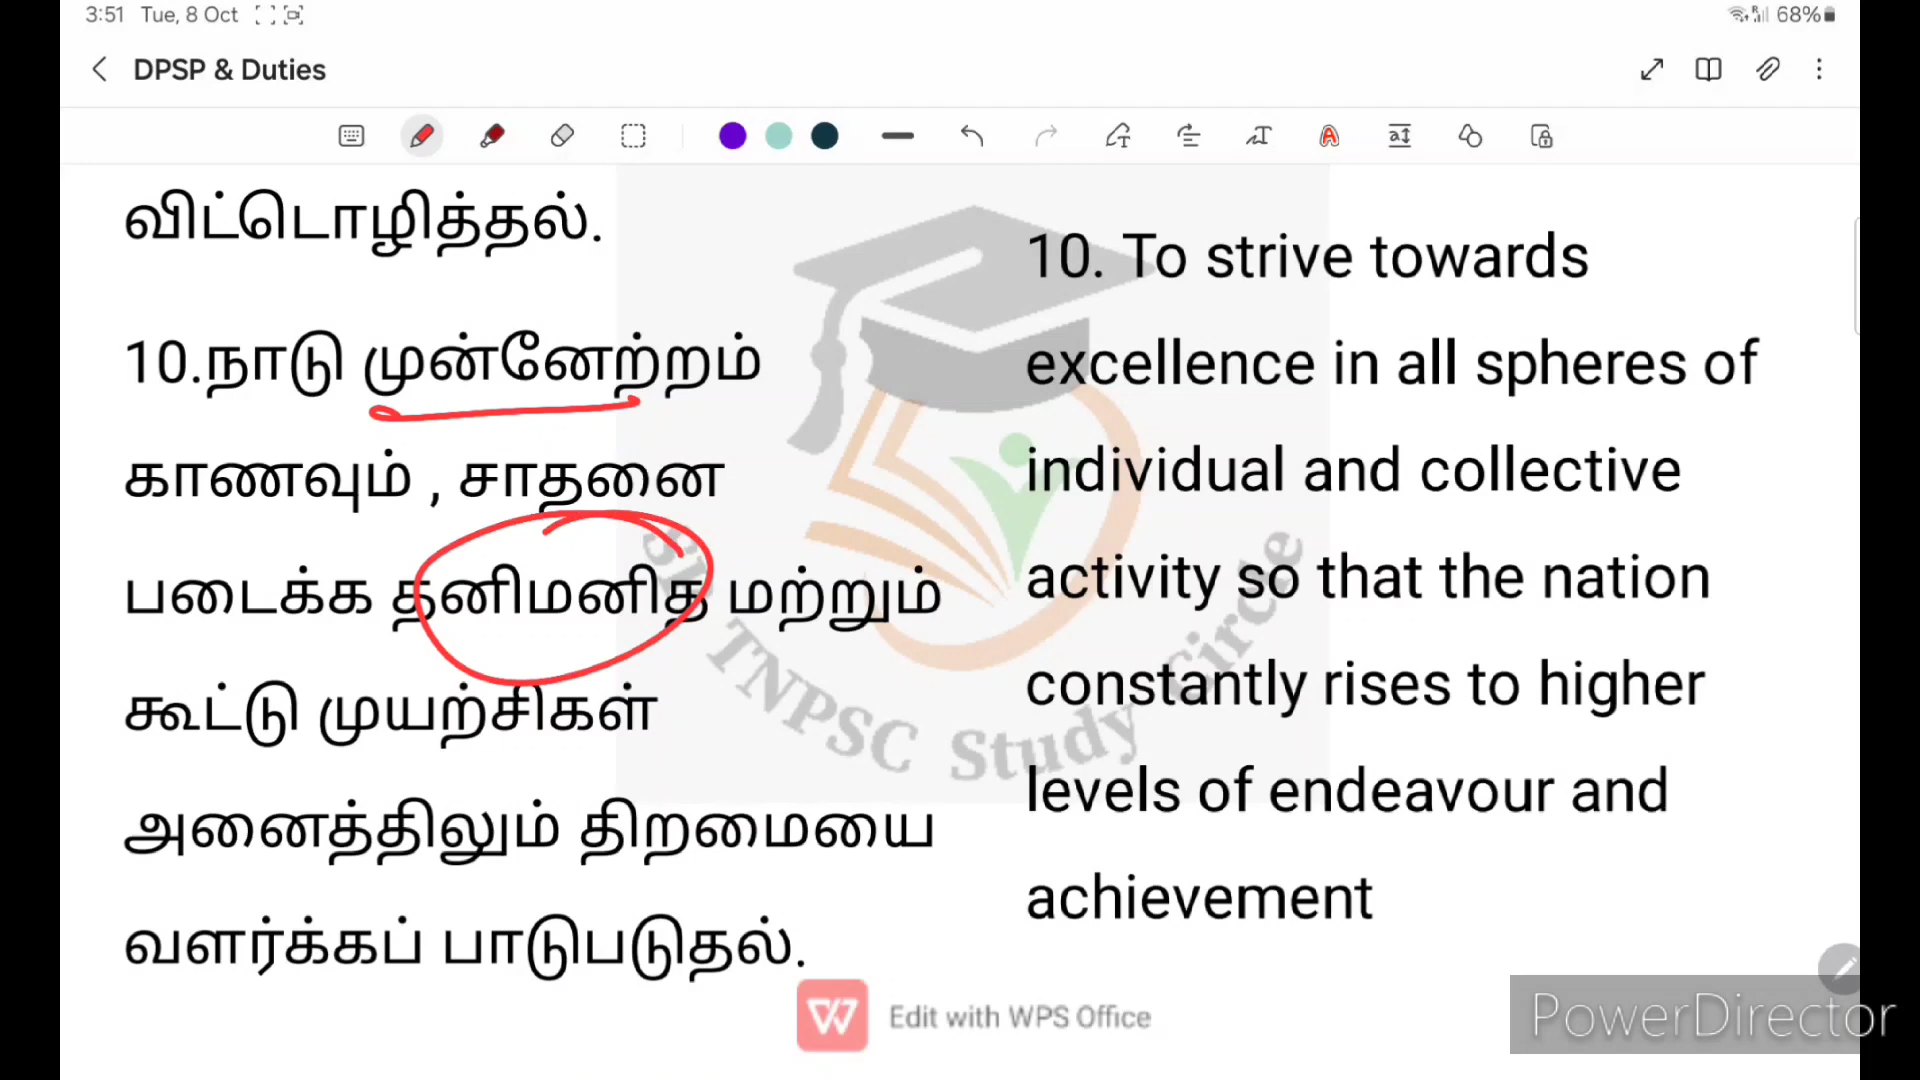 3:51 Tue, 8 Oct 68%
DPSP & Duties
விட்டொழித்தல்.
10.நாடு முன்னேற்றம்
காணவும் , சாதனை
படைக்க தனிமனித மற்றும்
கூட்டு முயற்சிகள்
அனைத்திலும் திறமையை
வளர்க்கப் பாடுபடுதல்.
10. To strive towards
excellence in all spheres of
individual and collective
activity so that the nation
constantly rises to higher
levels of endeavour and
achievement
TNPSC Study Circle
Edit with WPS Office
PowerDirector